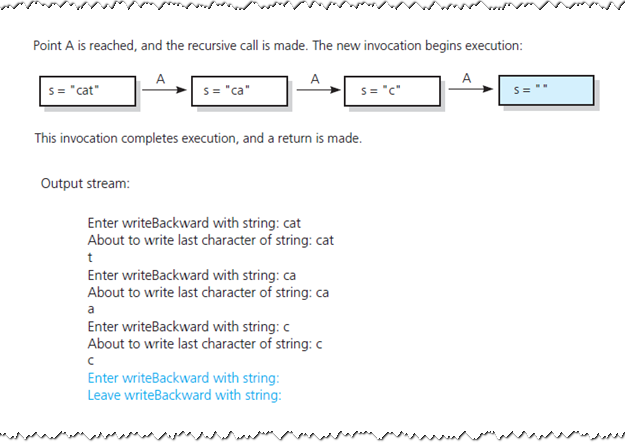 Point A is reached, and the recursive call is made. The new invocation begins execution:
A A A
s = "cat" s = "ca" s = "c" s = ""
This invocation completes execution, and a return is made.
Output stream:
Enter writeBackward with string: cat
About to write last character of string: cat
t
Enter writeBackward with string: ca
About to write last character of string: ca
a
Enter writeBackward with string: c
About to write last character of string: c
c
Enter writeBackward with string:
Leave writeBackward with string: